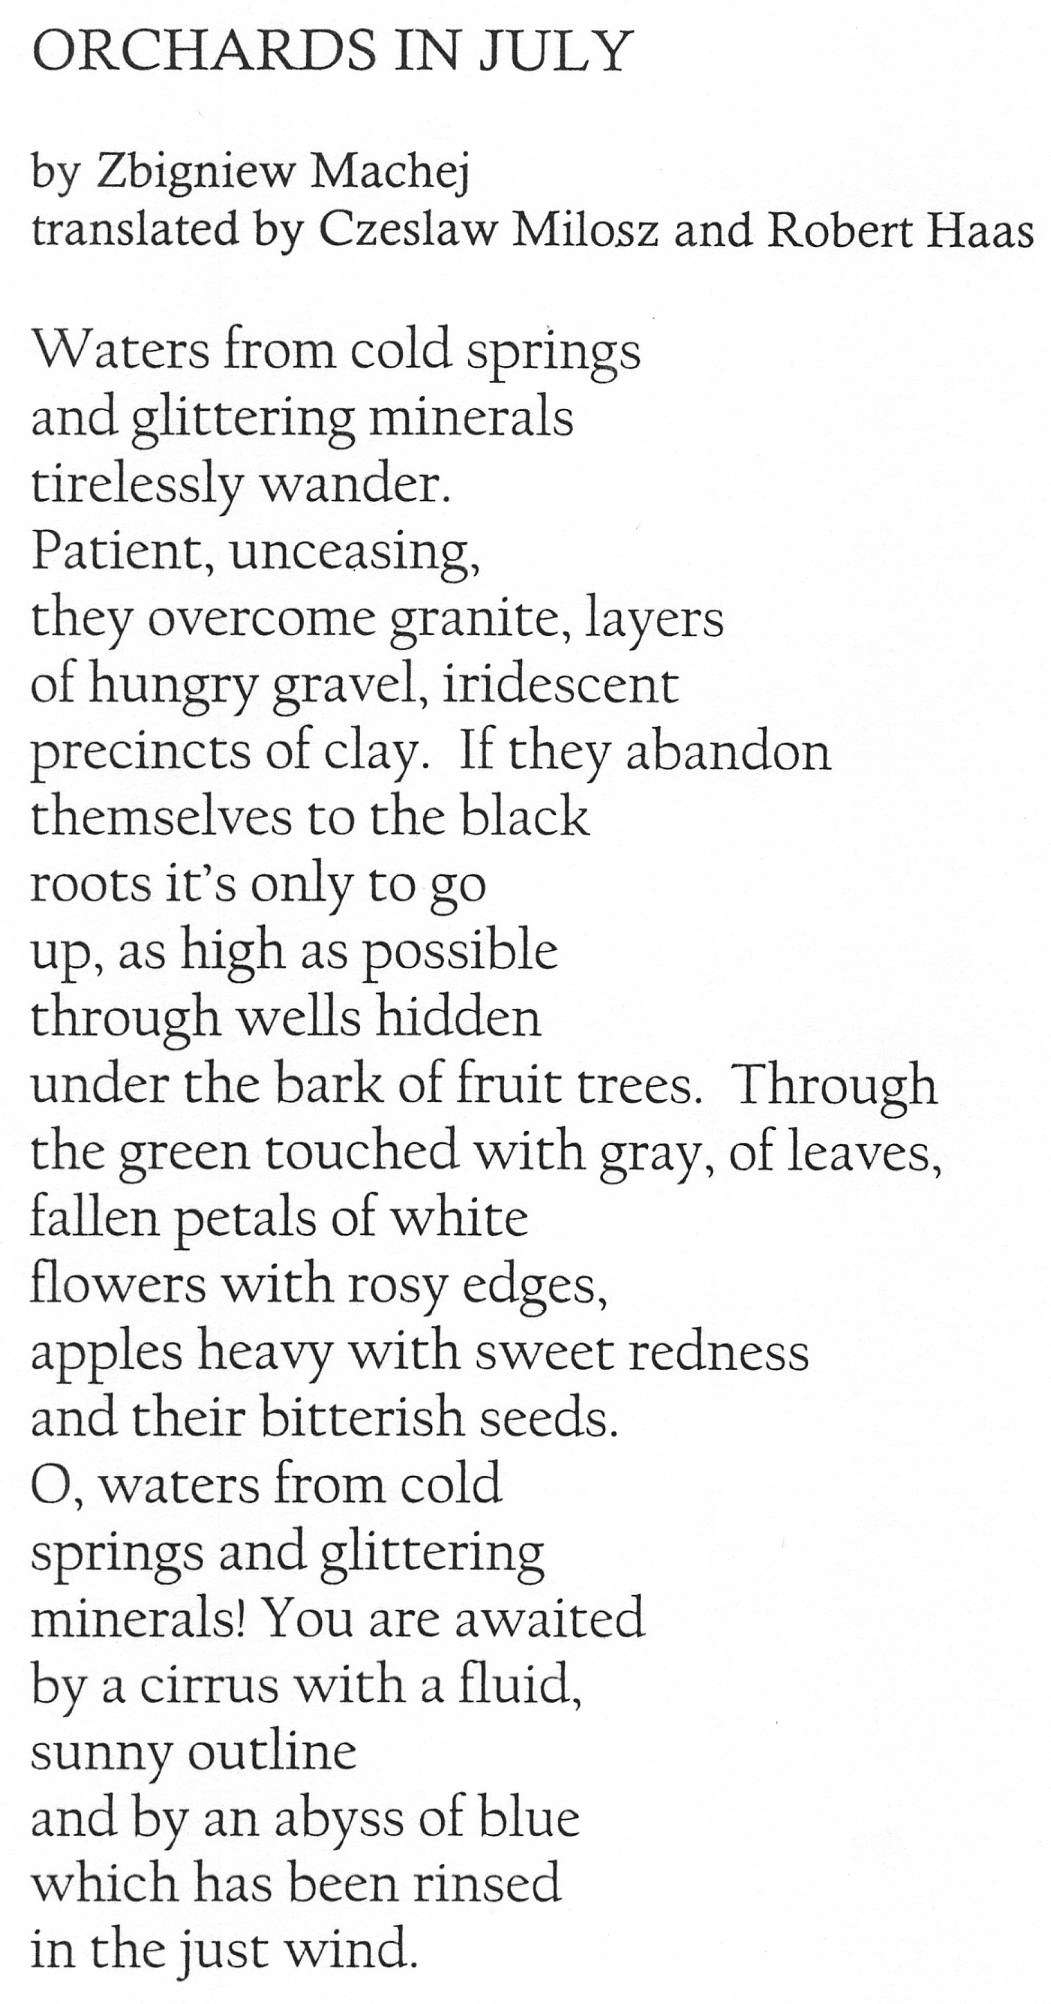 ORCHARDS IN JULY
by Zbigniew Machej
translated by Czeslaw Milosz and Robert Haas
Waters from cold springs
and glittering minerals
tirelessly wander.
Patient, unceasing,
they overcome granite, layers
of hungry gravel, iridescent
precincts of clay.  If they abandon
themselves to the black
roots it’s only to go
up, as high as possible
through wells hidden
under the bark of fruit trees.  Through
the green touched with gray, of leaves,
fallen petals of white
flowers with rosy edges,
apples heavy with sweet redness
and their bitterish seeds.
O, waters from cold
springs and glittering
minerals! You are awaited
by a cirrus with a fluid,
sunny outline
and by an abyss of blue
which has been rinsed
in the just wind.